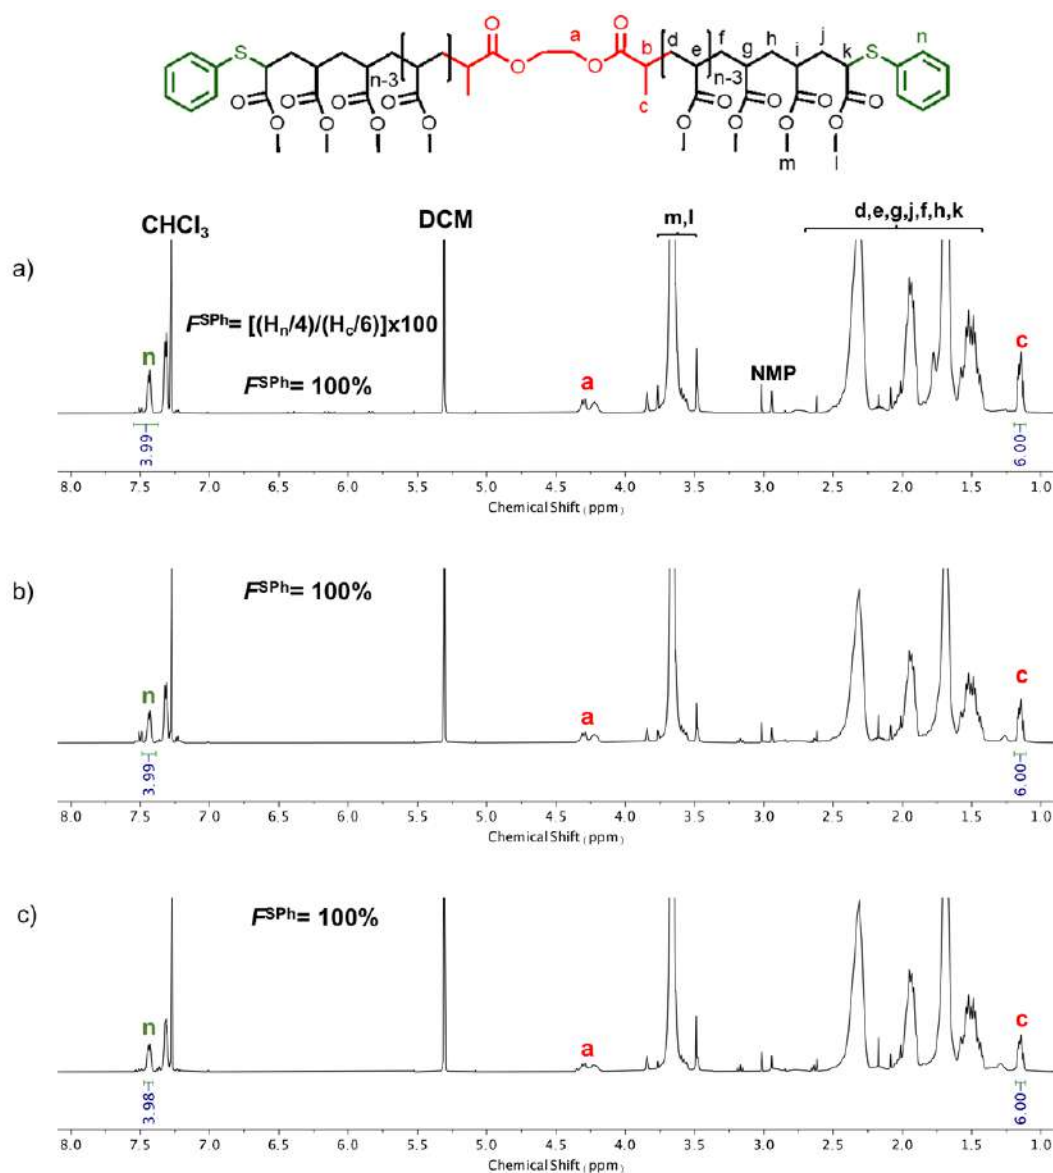 O a O b d e f g h i j k S n
S n-3 O O c n-3
O O O O O O O O
O O O O O O O O
m l
CHCl3 DCM m,l d,e,g,j,f,h,k
a)
FSPh= [(Hn/4)/(Hc/6)]x100
n FSPh= 100% a NMP c
3.99 6.00
8.0 7.5 7.0 6.5 6.0 5.5 5.0 4.5 4.0 3.5 3.0 2.5 2.0 1.5 1.0
Chemical Shift (ppm)
b) FSPh= 100%
n a c
3.99 6.00
8.0 7.5 7.0 6.5 6.0 5.5 5.0 4.5 4.0 3.5 3.0 2.5 2.0 1.5 1.0
Chemical Shift (ppm)
c) FSPh= 100%
n a c
3.98 6.00
8.0 7.5 7.0 6.5 6.0 5.5 5.0 4.5 4.0 3.5 3.0 2.5 2.0 1.5 1.0
Chemical Shift (ppm)